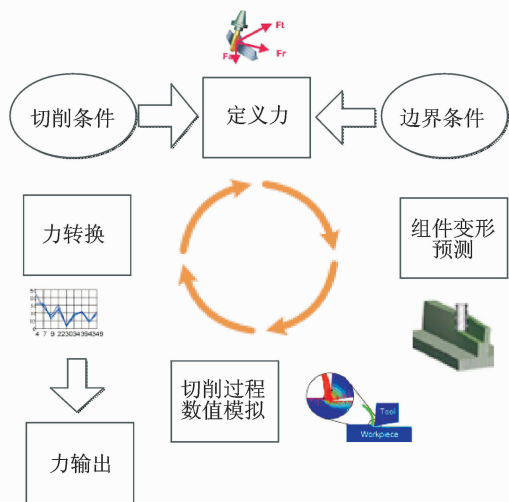 Ft
Fa
Fr
切削条件
定义力
边界条件
力转换
组件变形
预测
切削过程
数值模拟
Tool
Workpiece
力输出